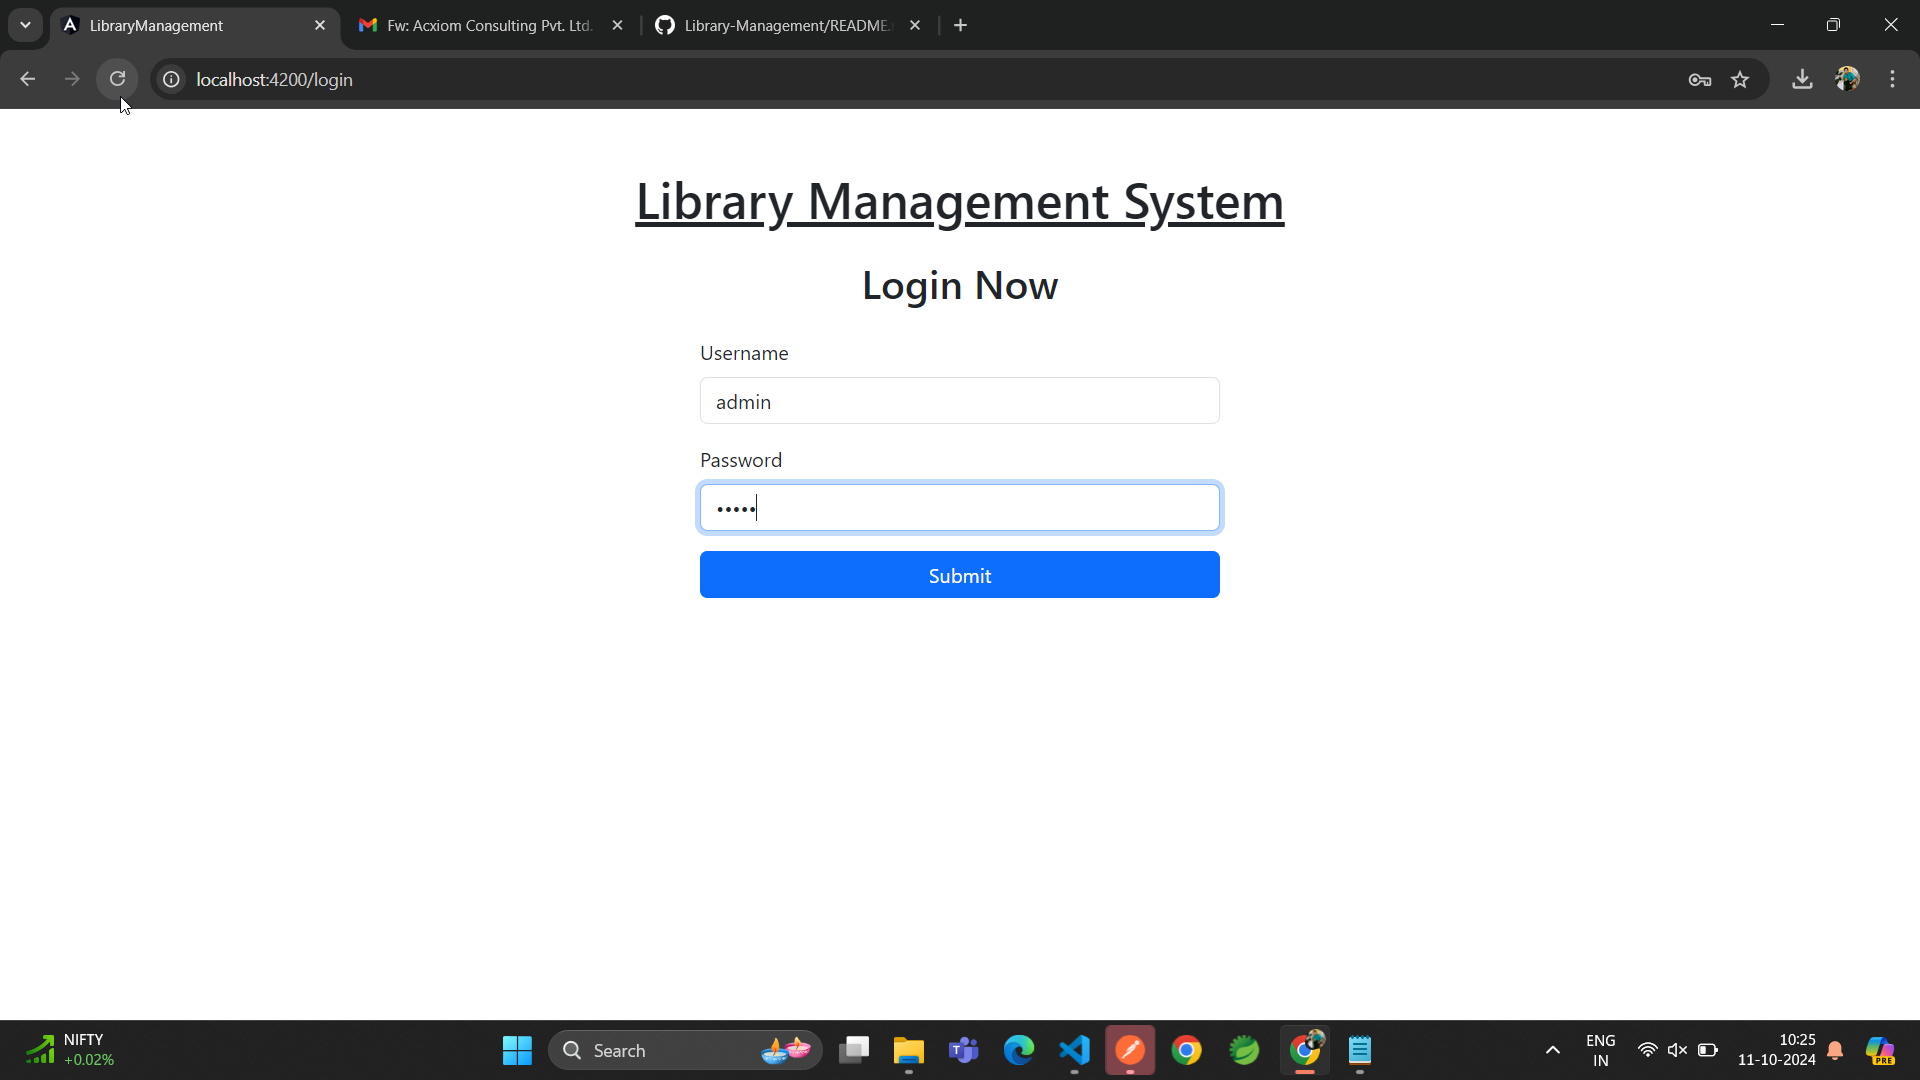 LibraryManagement
Fw: Acxiom Consulting Pvt. Ltd.
Library-Management/README.
localhost:4200/login
Library Management System
Login Now
Username
admin
Password
•••••
Submit
NIFTY
+0.02%
Search
ENG
IN
10:25
11-10-2024
PRE